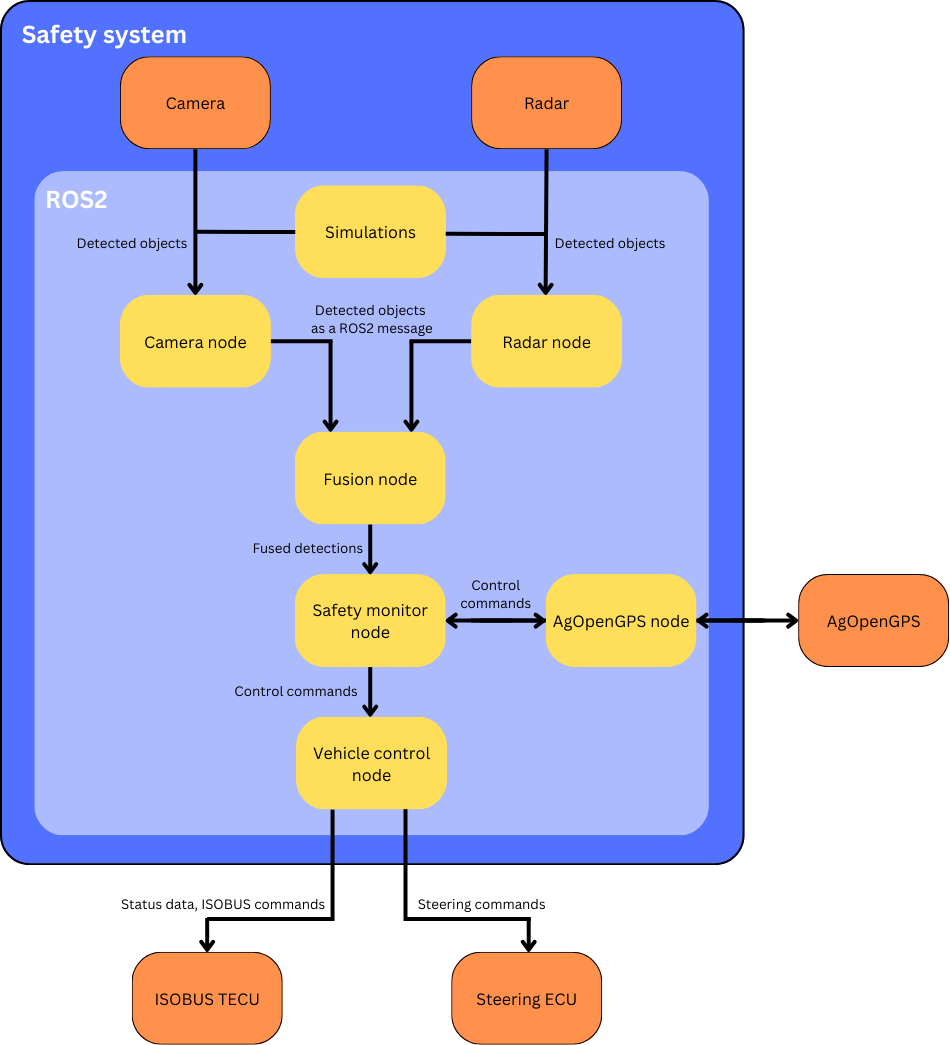 Safety system
Camera
Radar
ROS2
Simulations
Detected objects
Detected objects
Detected objects
as a ROS2 message
Camera node
Radar node
Fusion node
Fused detections
Control
commands
Safety monitor
node
AgOpenGPS node
AgOpenGPS
Control commands
Vehicle control
node
Status data, ISOBUS commands
Steering commands
ISOBUS TECU
Steering ECU